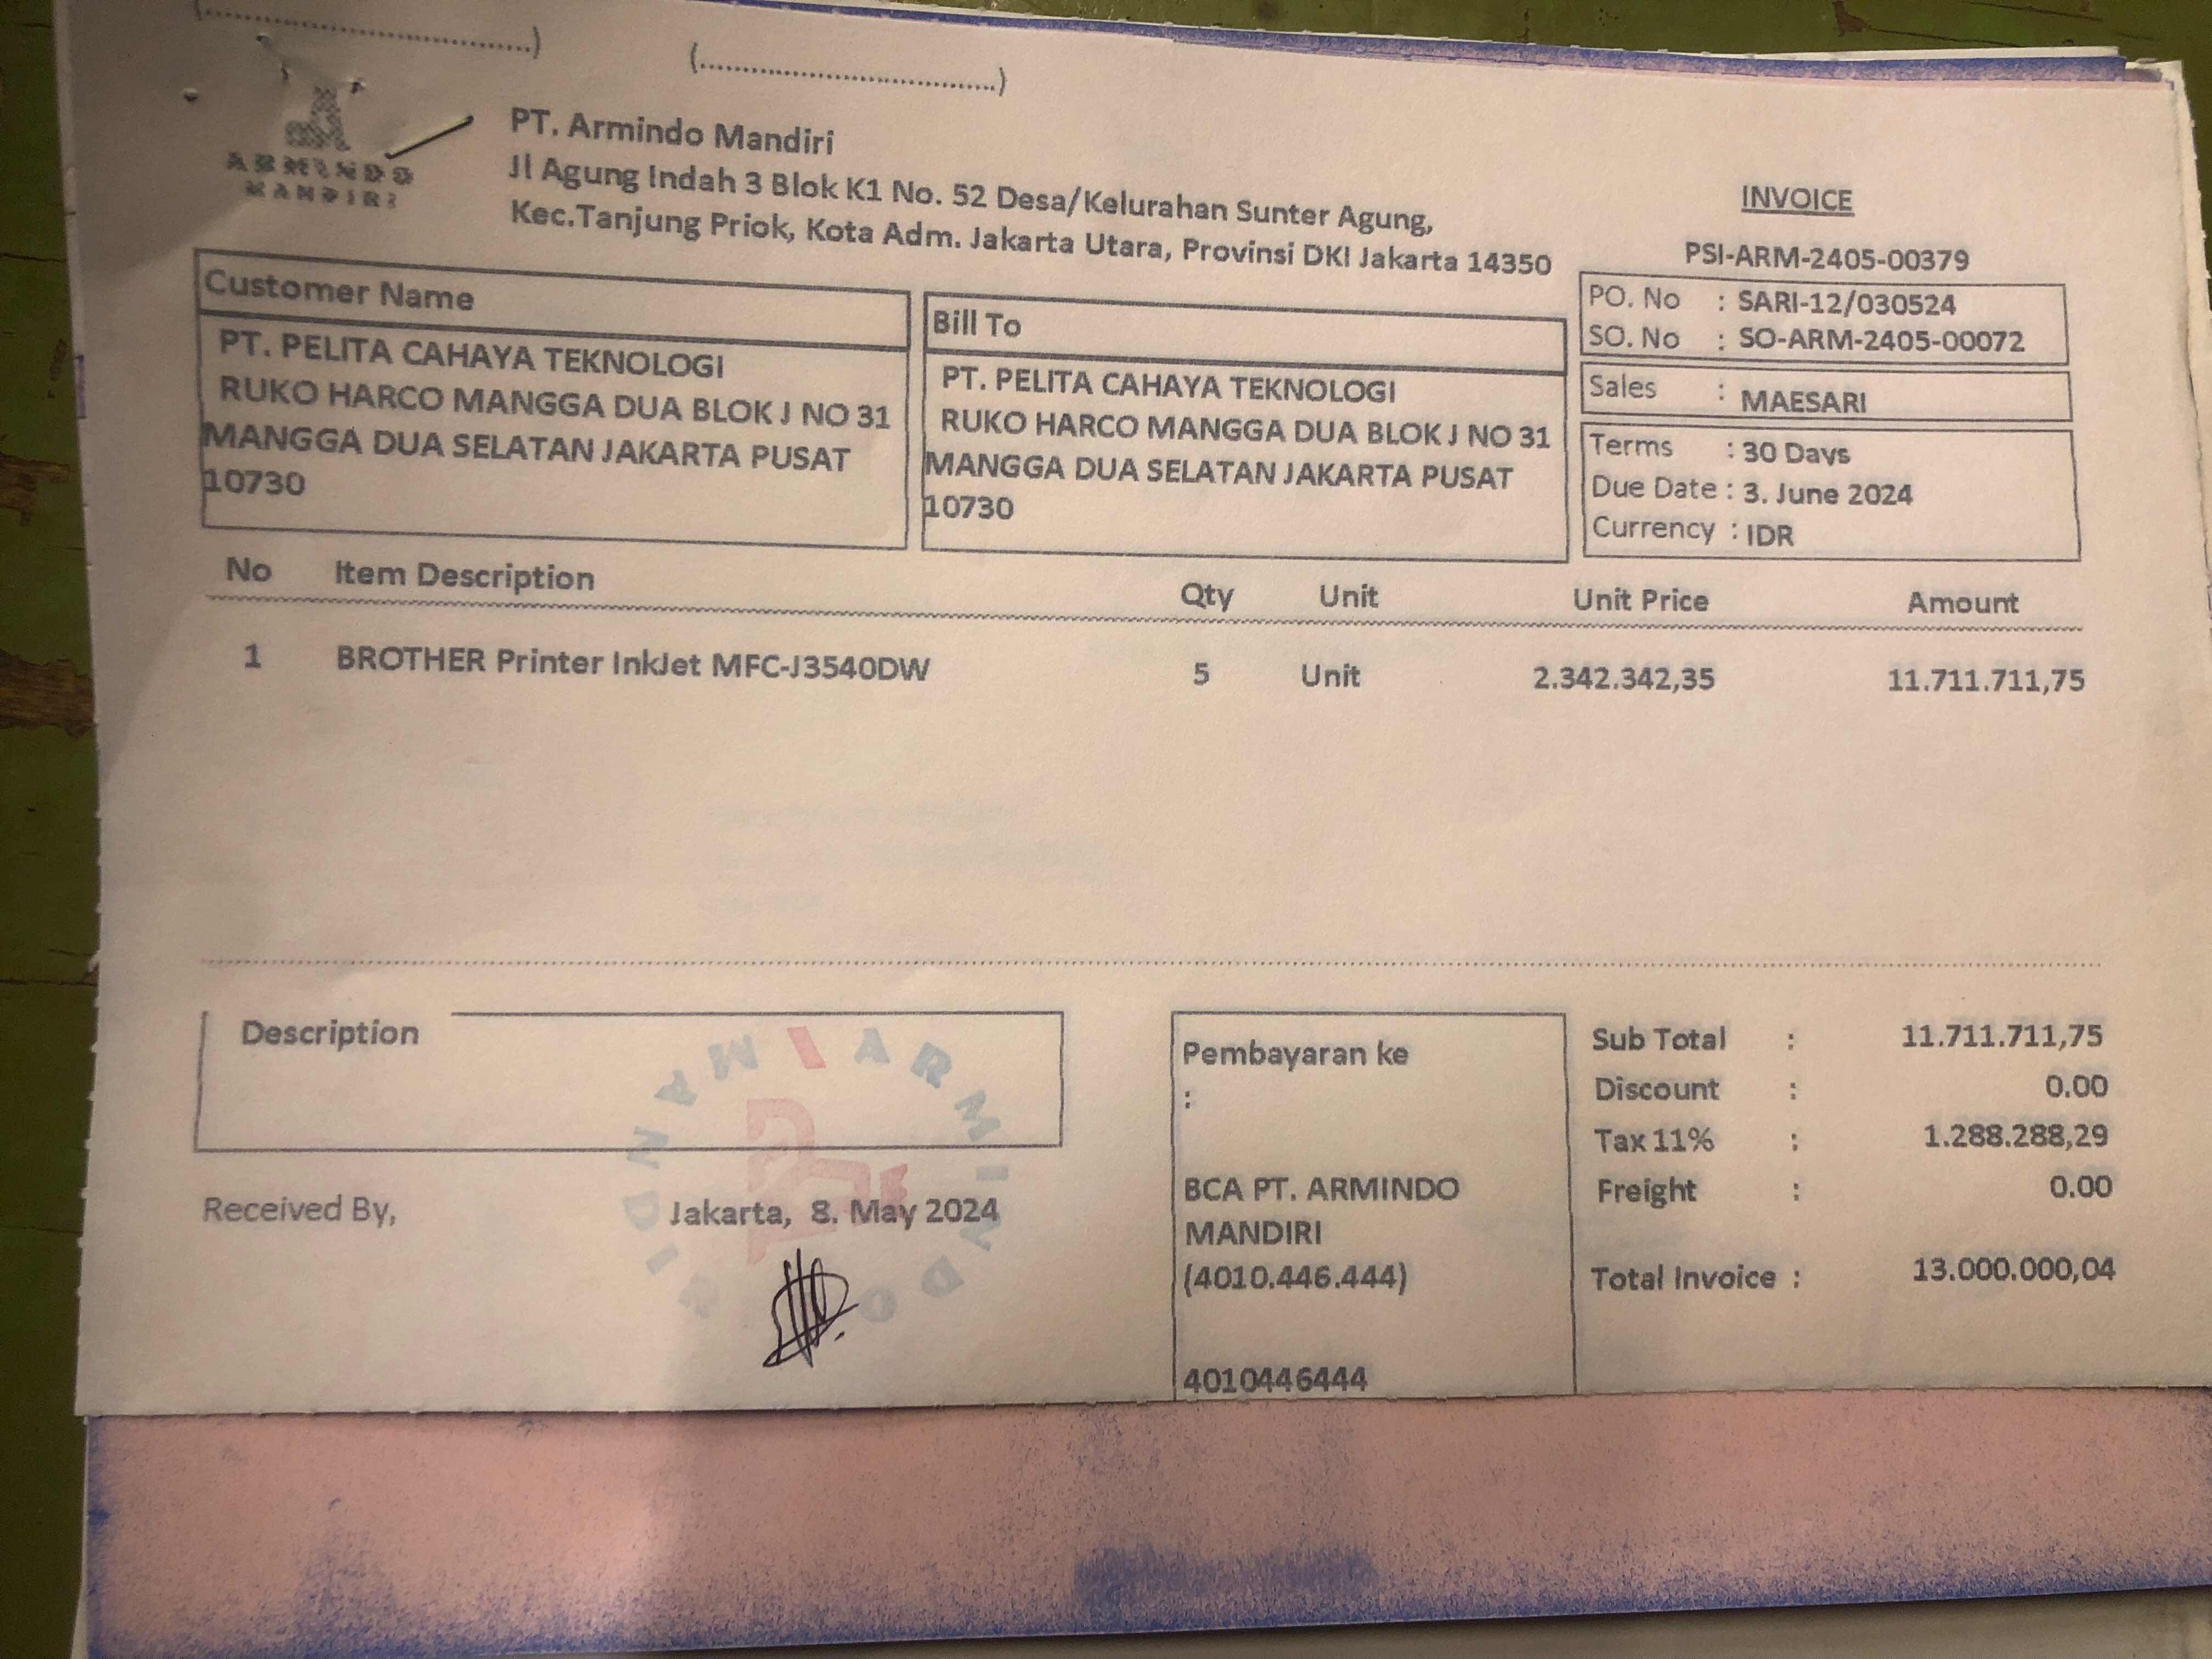 (..............................)
(..............................)
ARMINDO
MANDIRI
PT. Armindo Mandiri
Jl Agung Indah 3 Blok K1 No. 52 Desa/Kelurahan Sunter Agung,
Kec.Tanjung Priok, Kota Adm. Jakarta Utara, Provinsi DKI Jakarta 14350
INVOICE
PSI-ARM-2405-00379
PO. No : SARI-12/030524
SO. No : SO-ARM-2405-00072
Sales : MAESARI
Terms : 30 Days
Due Date : 3. June 2024
Currency : IDR
Customer Name
PT. PELITA CAHAYA TEKNOLOGI
RUKO HARCO MANGGA DUA BLOK J NO 31
MANGGA DUA SELATAN JAKARTA PUSAT
10730
Bill To
PT. PELITA CAHAYA TEKNOLOGI
RUKO HARCO MANGGA DUA BLOK J NO 31
MANGGA DUA SELATAN JAKARTA PUSAT
10730
No Item Description Qty Unit Unit Price Amount
1 BROTHER Printer InkJet MFC-J3540DW 5 Unit 2.342.342,35 11.711.711,75
Description
Received By,
Jakarta, 8. May 2024
ARMINDO MANDIRI
Pembayaran ke
:
BCA PT. ARMINDO
MANDIRI
(4010.446.444)
4010446444
Sub Total : 11.711.711,75
Discount : 0.00
Tax 11% : 1.288.288,29
Freight : 0.00
Total Invoice : 13.000.000,04